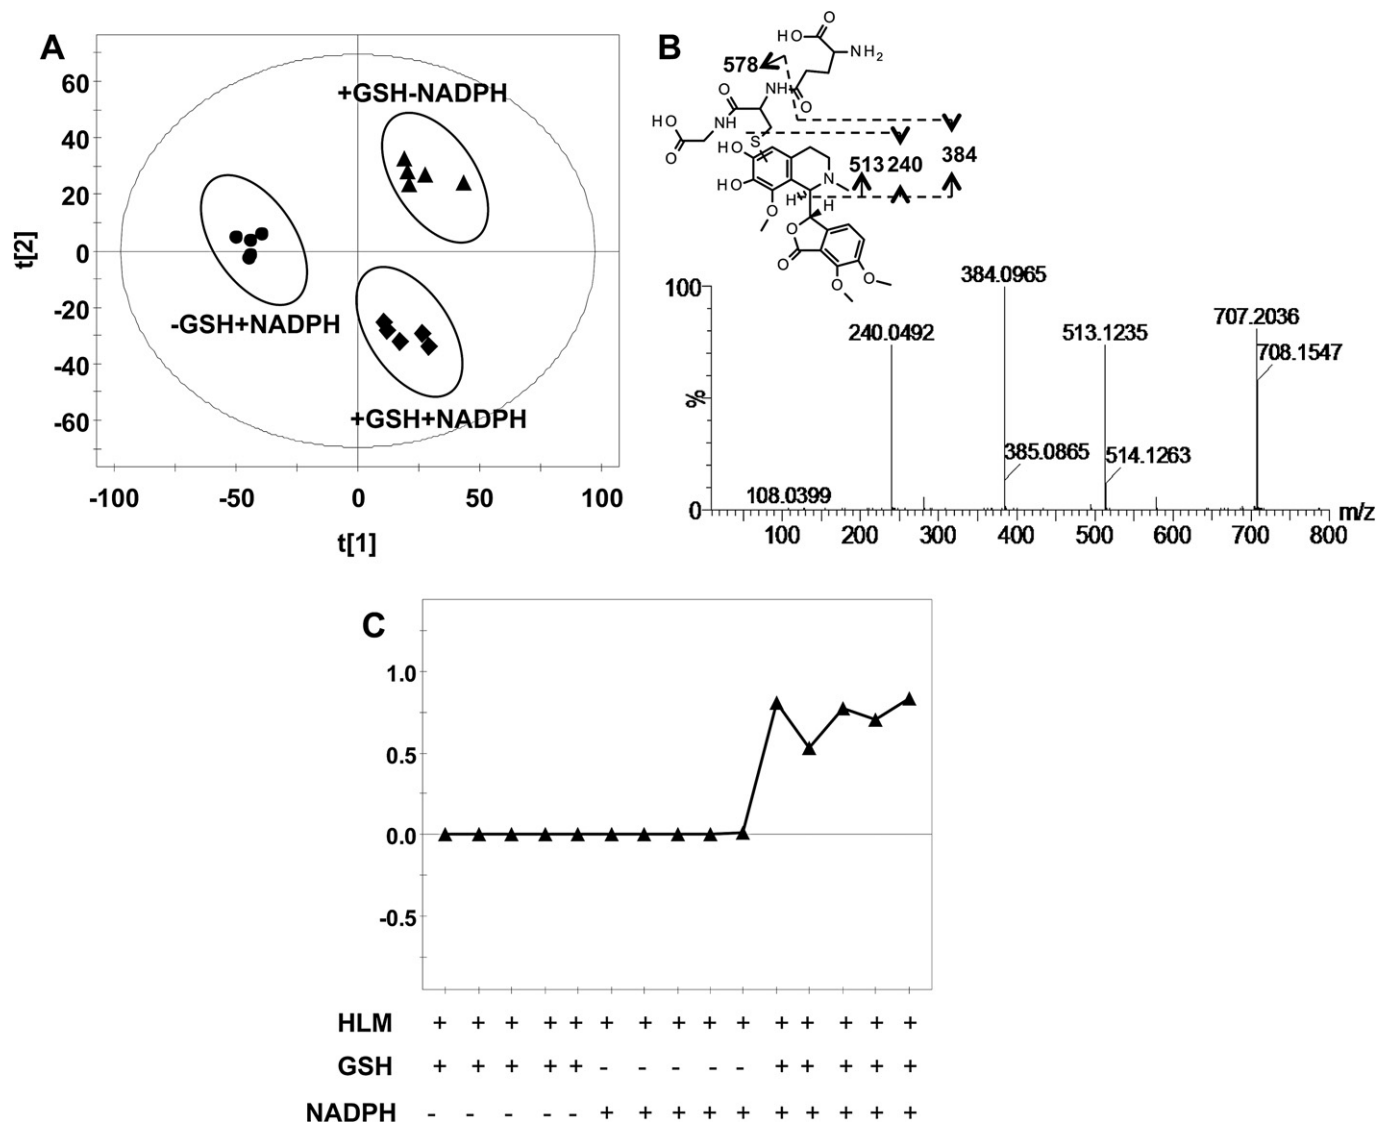 A
+GSH-NADPH
-GSH+NADPH
+GSH+NADPH
60
40
20
0
-20
-40
-60
t[2]
-100 -50 0 50 100
t[1]
B
O
HO
NH2
578
O
NH
O
HO
NH
O
S
HO
HO
N
H
H
O
O
O
O
O
513 240 384
100
%
0
384.0965
240.0492
513.1235
707.2036
708.1547
385.0865
514.1263
108.0399
m/z
100 200 300 400 500 600 700 800
C
1.0
0.5
0.0
-0.5
HLM + + + + + + + + + + + + + + +
GSH + + + + + - - - - - + + + + +
NADPH - - - - - + + + + + + + + + +